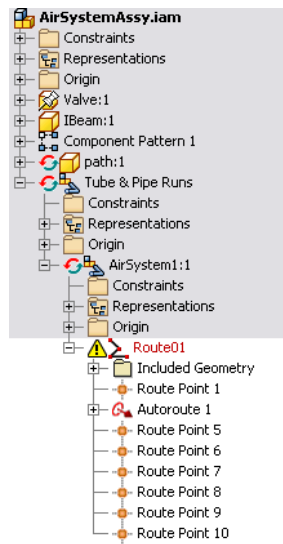 AirSystemAssy.iam
Constraints
Representations
Origin
Valve:1
IBeam:1
Component Pattern 1
path:1
Tube & Pipe Runs
Constraints
Representations
Origin
AirSystem1:1
Constraints
Representations
Origin
Route01
Included Geometry
Route Point 1
Autoroute 1
Route Point 5
Route Point 6
Route Point 7
Route Point 8
Route Point 9
Route Point 10